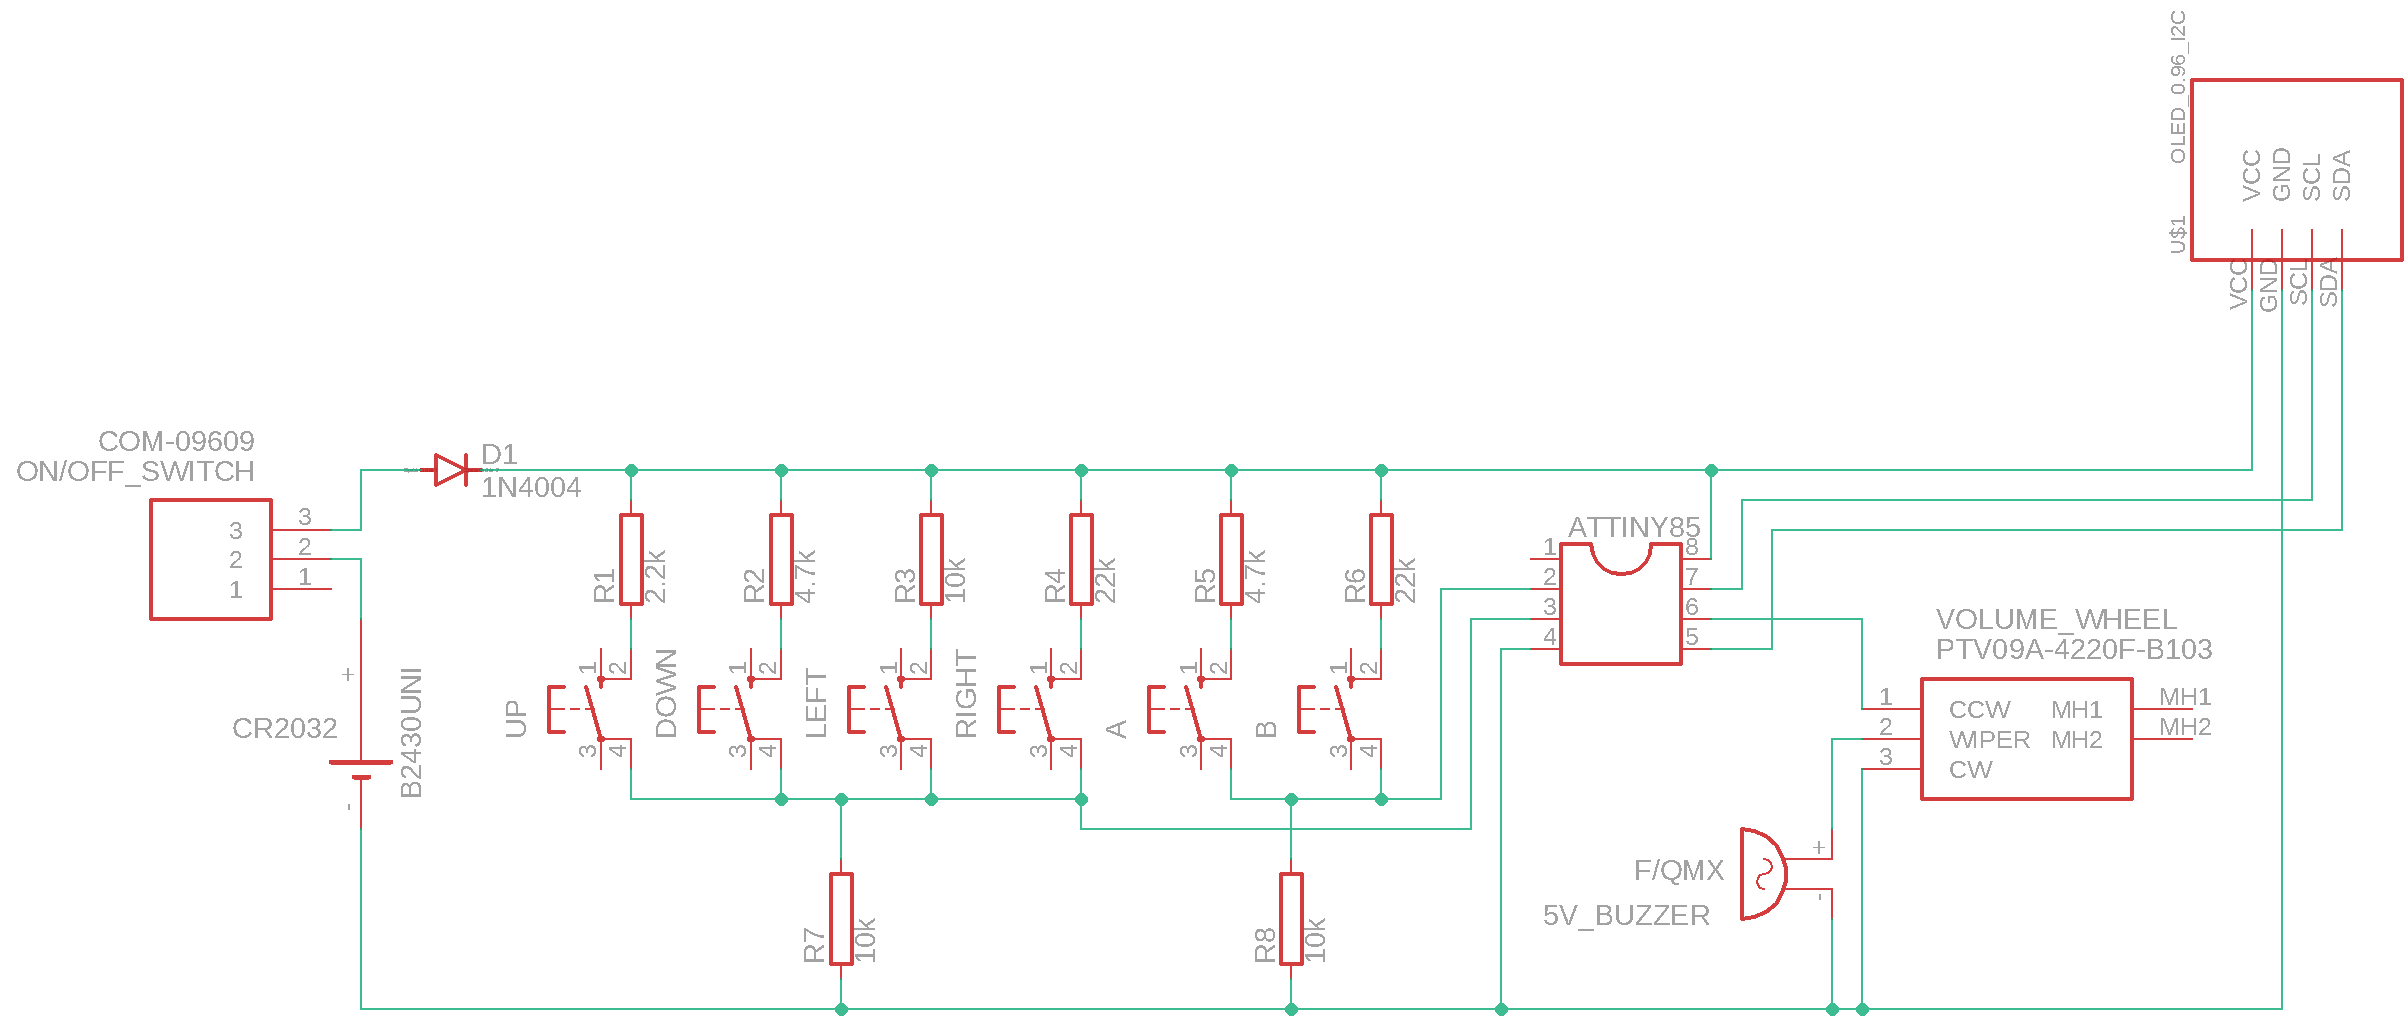 OLED_0.96_I2C
U$1
VCC
GND
SCL
SDA
VCC
GND
SCL
SDA
COM-09609
ON/OFF_SWITCH
3
2
1
3
2
1
D1
1N4004
R1
2.2k
R2
4.7k
R3
10k
R4
22k
R5
4.7k
R6
22k
ATTINY85
1
2
3
4
8
7
6
5
UP
1
2
3
4
DOWN
1
2
3
4
LEFT
1
2
3
4
RIGHT
1
2
3
4
A
1
2
3
4
B
1
2
3
4
+
CR2032
-
B2430UNI
VOLUME_WHEEL
PTV09A-4220F-B103
1
2
3
CCW
WIPER
CW
MH1
MH2
MH1
MH2
F/QMX
5V_BUZZER
+
-
R7
10k
R8
10k